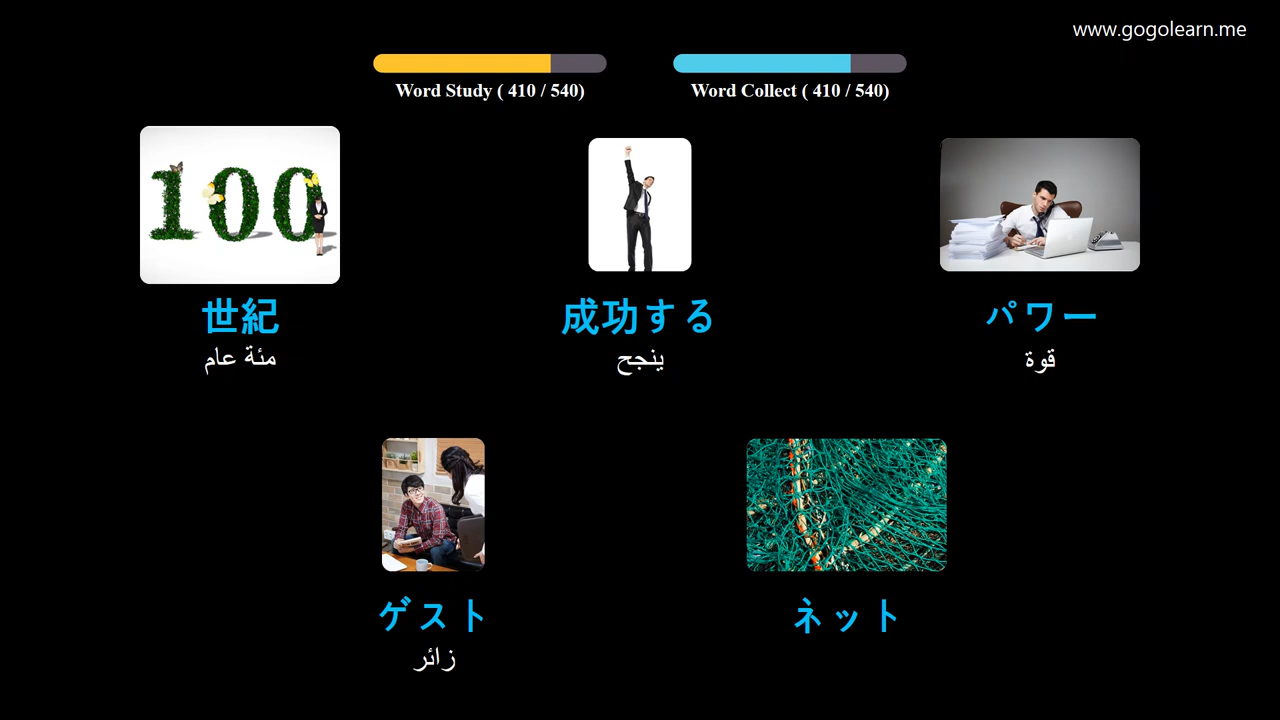 www.gogolearn.me
Word Study ( 410 / 540)
Word Collect ( 410 / 540)
100
世紀
مئة عام
成功する
ينجح
パワー
قوة
ゲスト
زائر
ネット